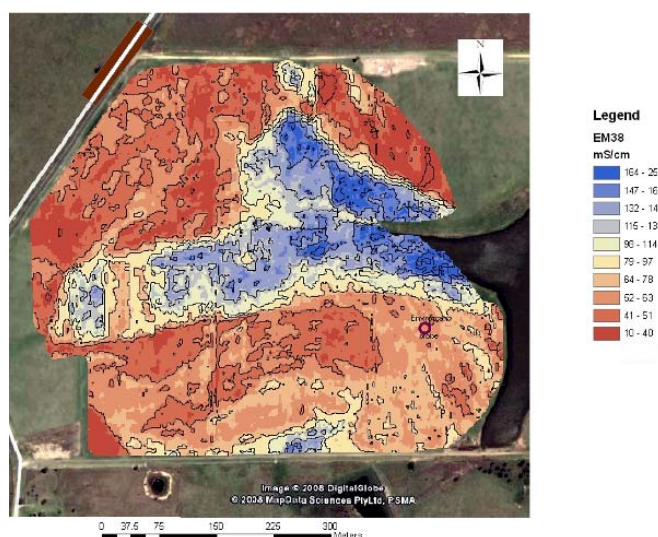 N
Legend
EM38
mS/cm
164 - 25
147 - 16
132 - 14
115 - 13
98 - 114
79 - 97
64 - 78
52 - 63
41 - 51
10 - 40
Image © 2008 DigitalGlobe
© 2008 MapData Sciences PtyLtd, PSMA
0 37.5 75 150 225 300
Meters